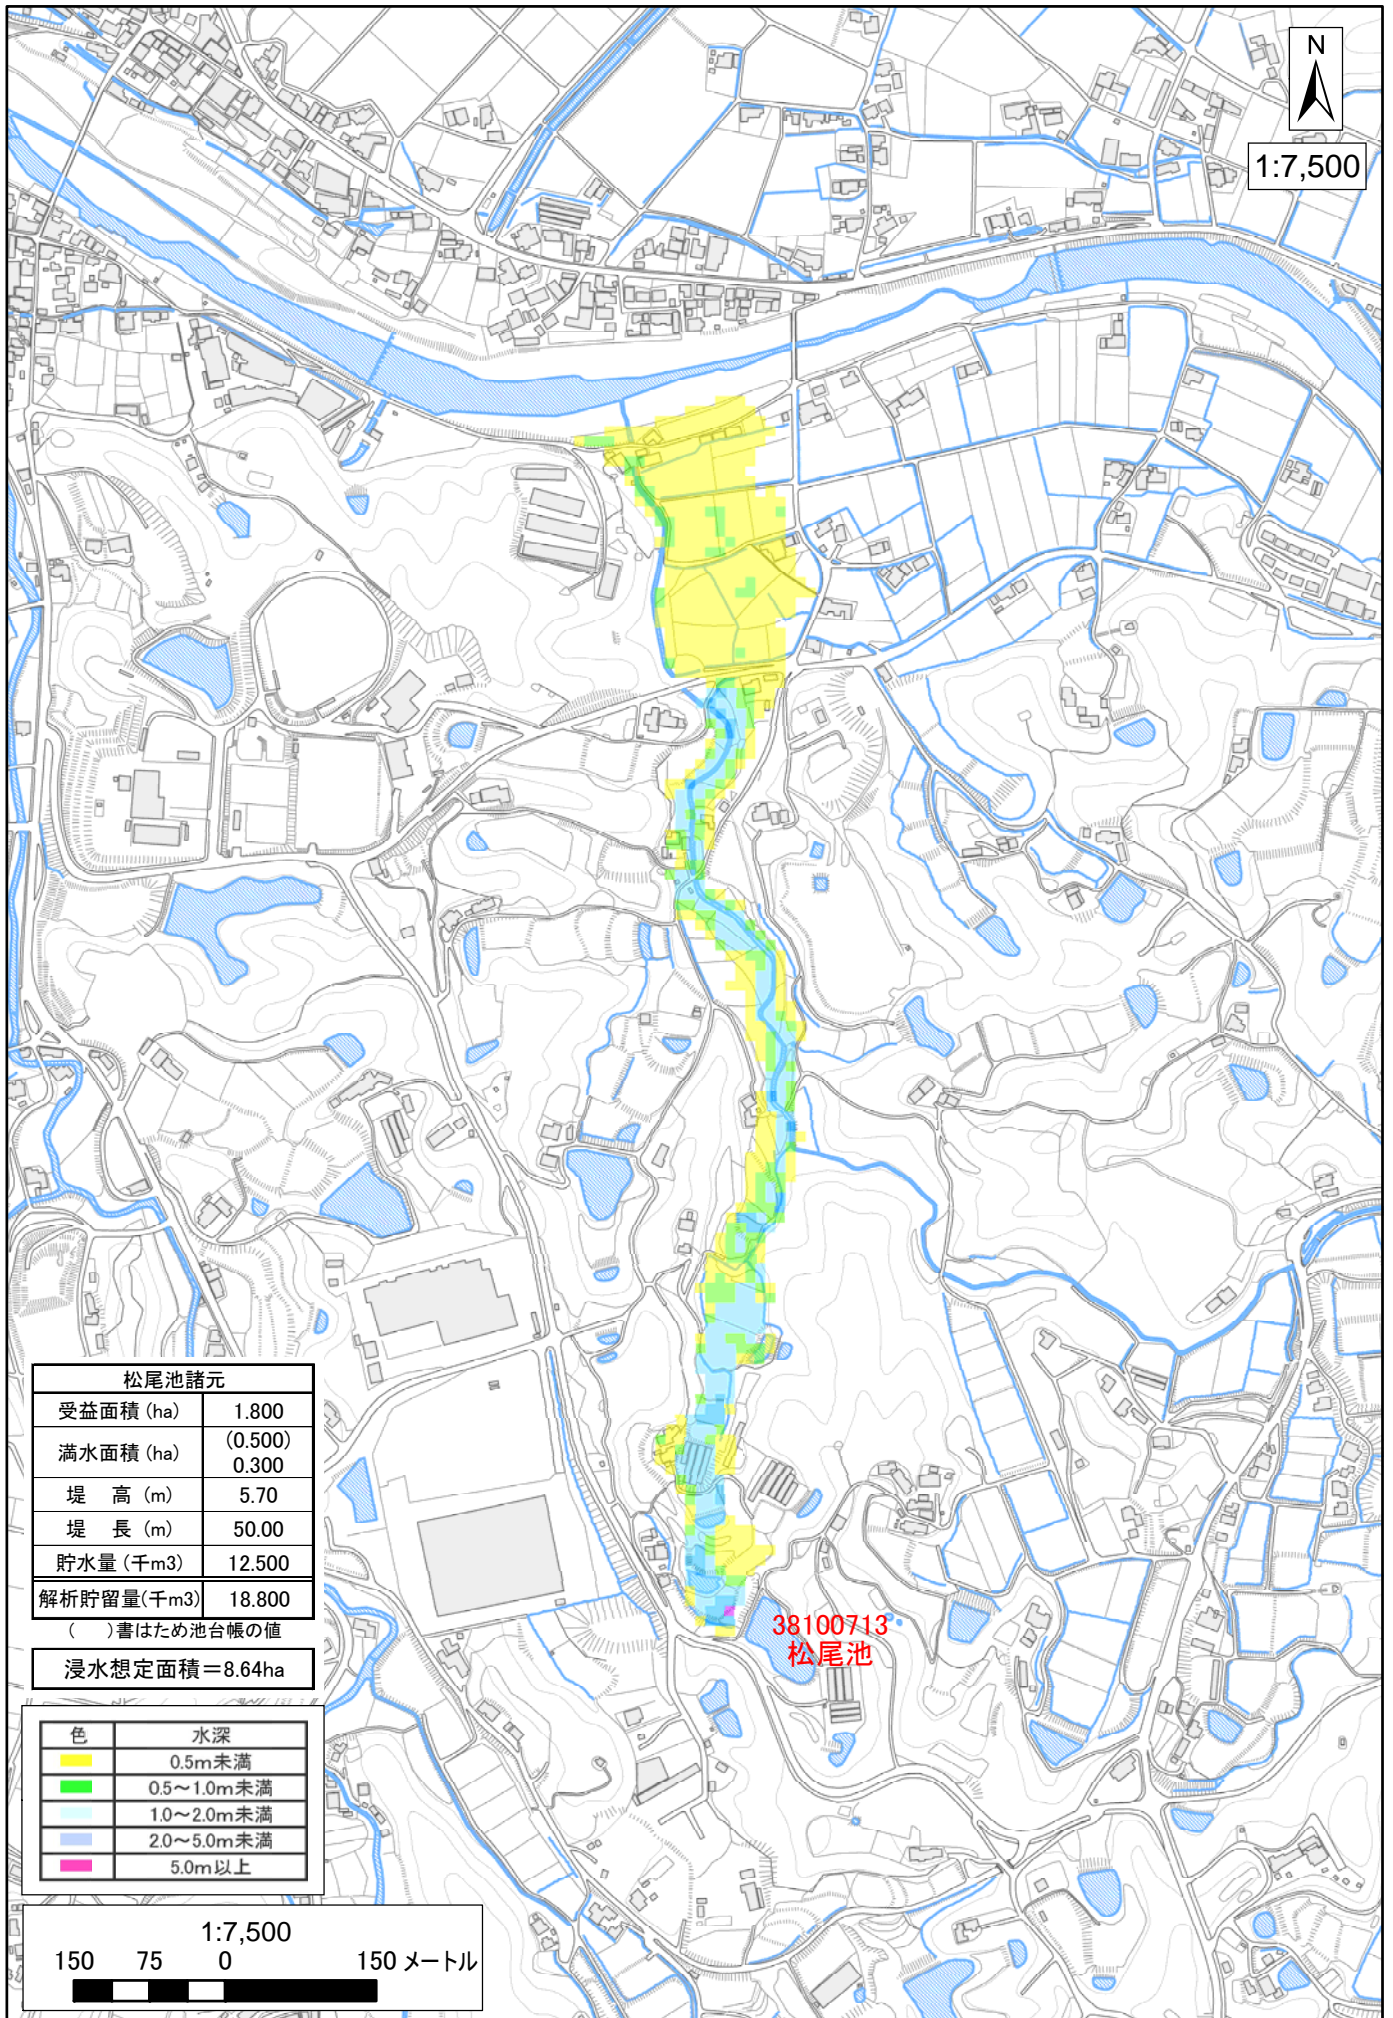 N
1:7,500
松尾池諸元
受益面積 (ha) 1.800
満水面積 (ha) (0.500) 0.300
堤 高 (m) 5.70
堤 長 (m) 50.00
貯水量 (千m3) 12.500
解析貯留量(千m3) 18.800
( )書はため池台帳の値
浸水想定面積=8.64ha
38100713
松尾池
色 水深
0.5m未満
0.5~1.0m未満
1.0~2.0m未満
2.0~5.0m未満
5.0m以上
1:7,500
150 75 0 150 メートル